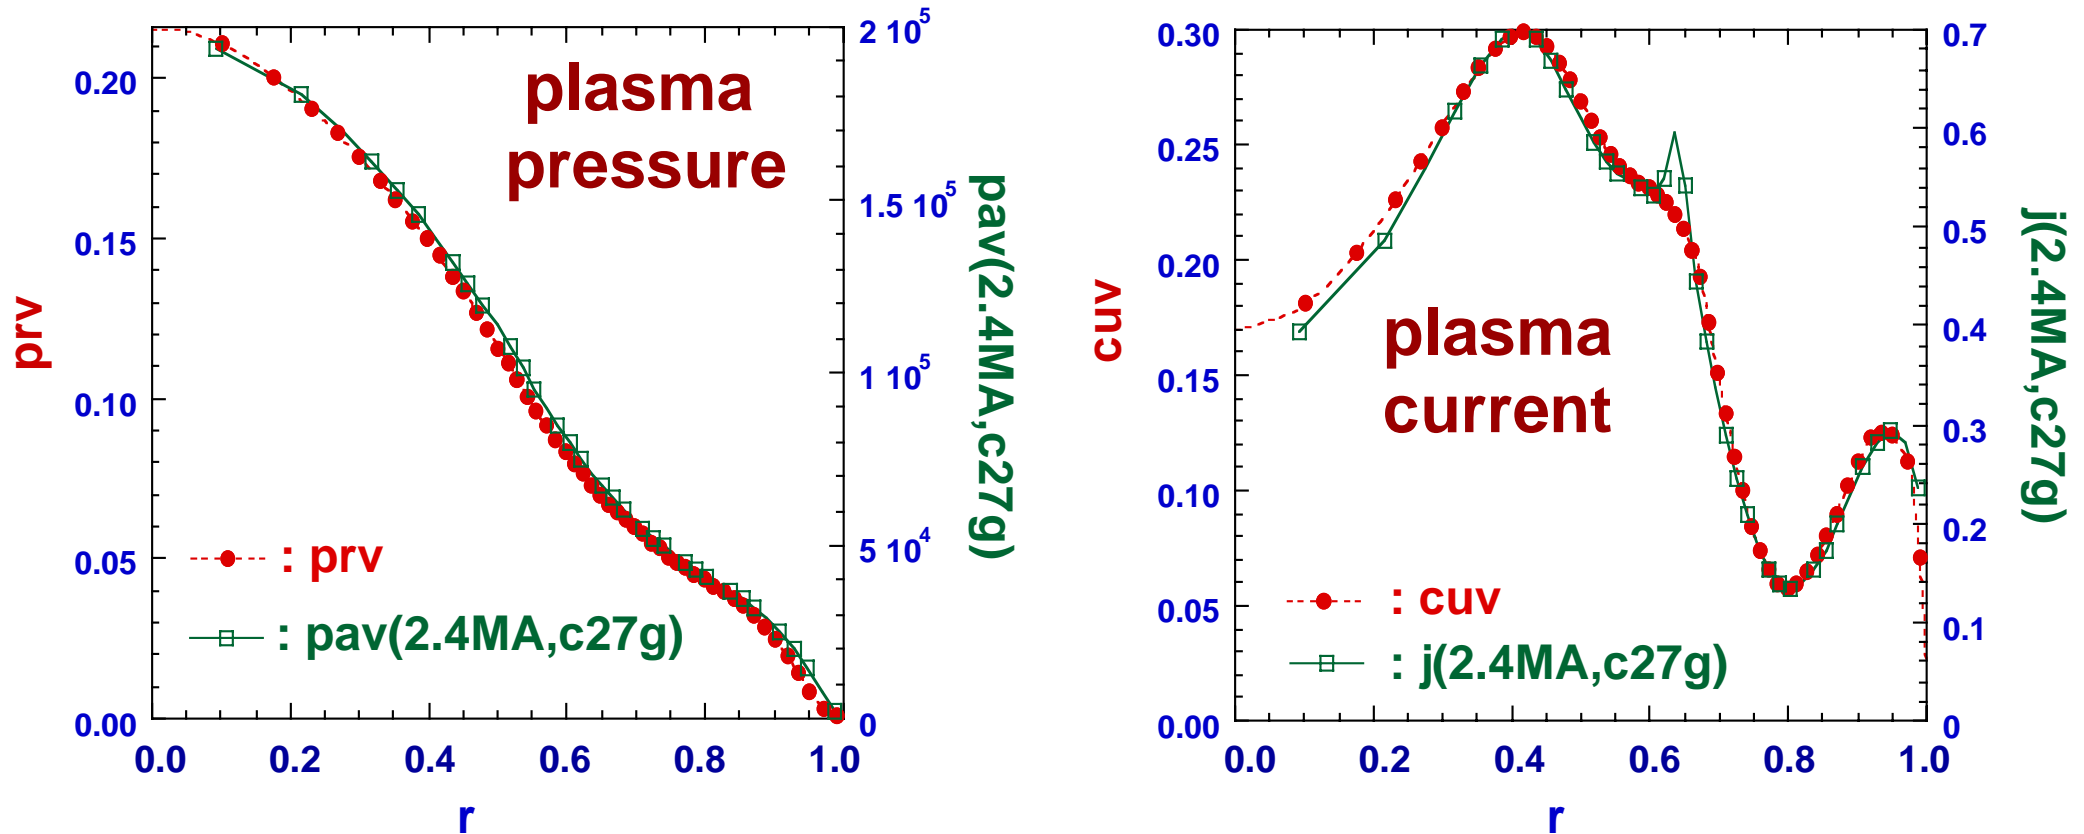 plasma
pressure
prv
0.20
0.15
0.10
0.05
0.00
2 10^5
1.5 10^5
1 10^5
5 10^4
0
pav(2.4MA,c27g)
: prv
: pav(2.4MA,c27g)
0.0 0.2 0.4 0.6 0.8 1.0
r
plasma
current
cuv
0.30
0.25
0.20
0.15
0.10
0.05
0.00
0.7
0.6
0.5
0.4
0.3
0.2
0.1
0
j(2.4MA,c27g)
: cuv
: j(2.4MA,c27g)
0.0 0.2 0.4 0.6 0.8 1.0
r